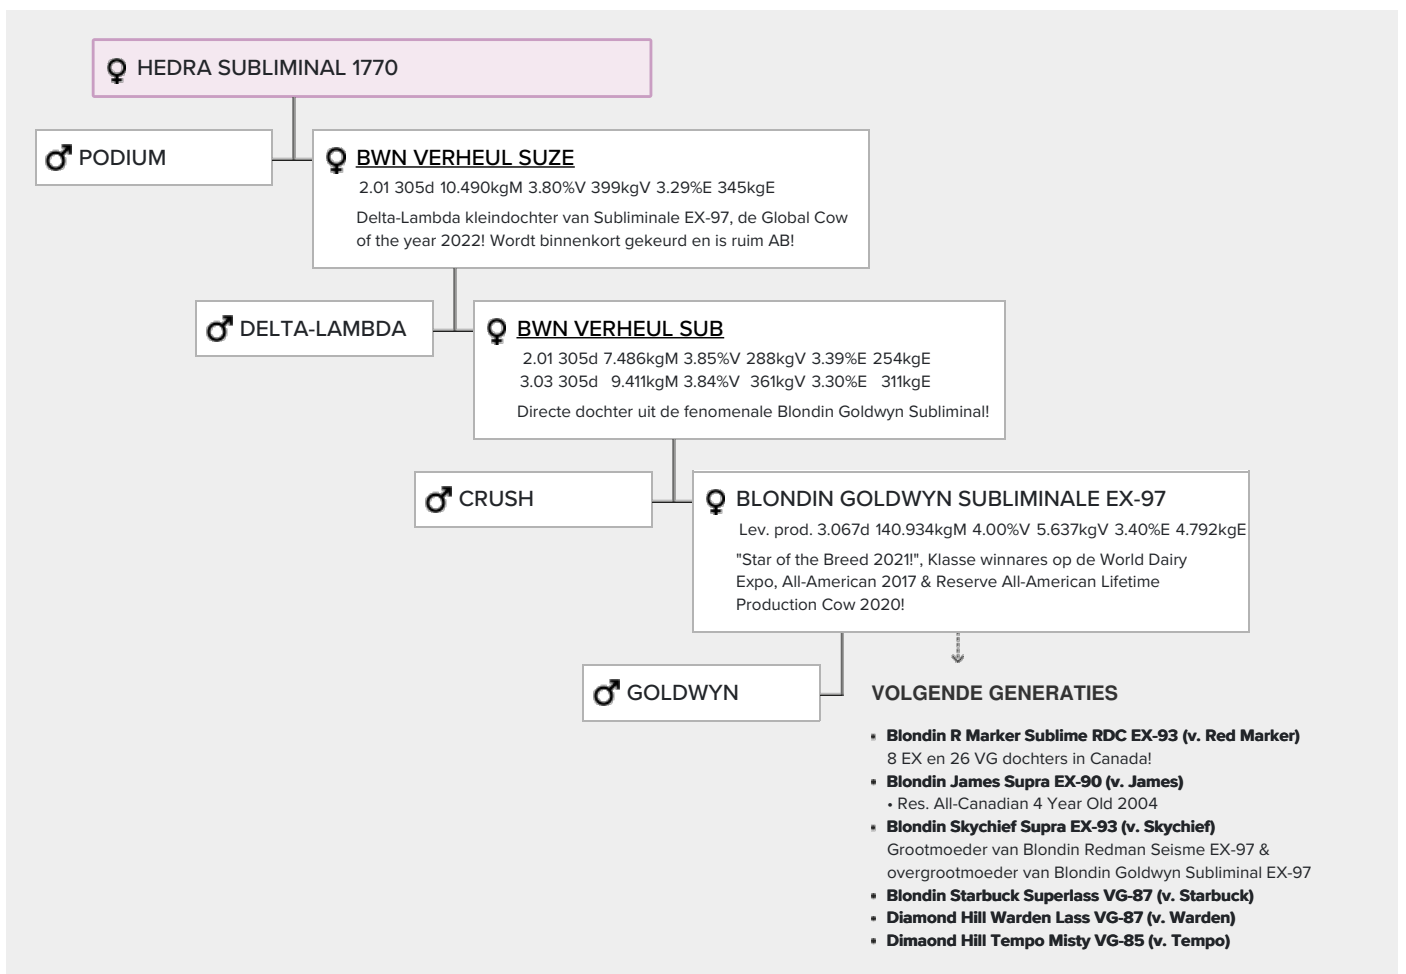 HEDRA SUBLIMINAL 1770
PODIUM
BWN VERHEUL SUZE
2.01 305d 10.490kgM 3.80%V 399kgV 3.29%E 345kgE
Delta-Lambda kleindochter van Subliminale EX-97, de Global Cow
of the year 2022! Wordt binnenkort gekeurd en is ruim AB!
DELTA-LAMBDA
BWN VERHEUL SUB
2.01 305d 7.486kgM 3.85%V 288kgV 3.39%E 254kgE
3.03 305d 9.411kgM 3.84%V 361kgV 3.30%E 311kgE
Directe dochter uit de fenomenale Blondin Goldwyn Subliminal!
CRUSH
BLONDIN GOLDWYN SUBLIMINALE EX-97
Lev. prod. 3.067d 140.934kgM 4.00%V 5.637kgV 3.40%E 4.792kgE
"Star of the Breed 2021!", Klasse winnares op de World Dairy
Expo, All-American 2017 & Reserve All-American Lifetime
Production Cow 2020!
GOLDWYN
VOLGENDE GENERATIES
▪ Blondin R Marker Sublime RDC EX-93 (v. Red Marker)
8 EX en 26 VG dochters in Canada!
▪ Blondin James Supra EX-90 (v. James)
• Res. All-Canadian 4 Year Old 2004
▪ Blondin Skychief Supra EX-93 (v. Skychief)
Grootmoeder van Blondin Redman Seisme EX-97 &
overgrootmoeder van Blondin Goldwyn Subliminal EX-97
▪ Blondin Starbuck Superlass VG-87 (v. Starbuck)
▪ Diamond Hill Warden Lass VG-87 (v. Warden)
▪ Dimaond Hill Tempo Misty VG-85 (v. Tempo)